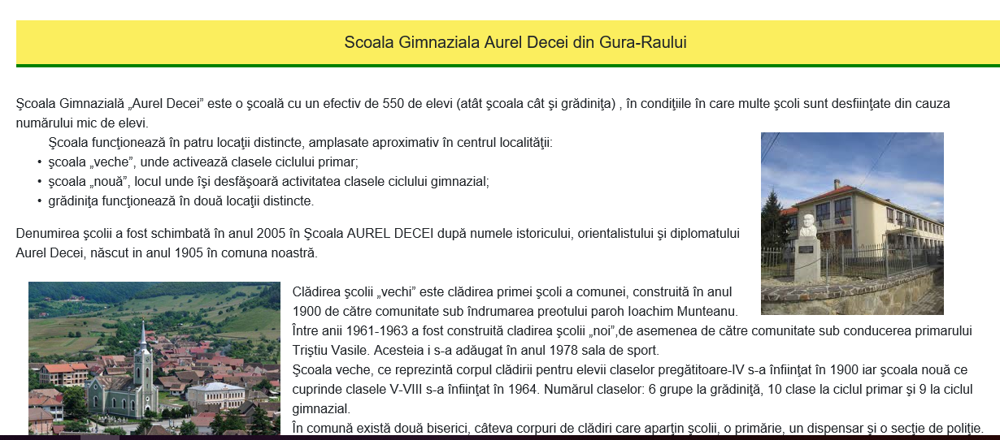 Scoala Gimnaziala Aurel Decei din Gura-Raului
Şcoala Gimnazială „Aurel Decei” este o şcoală cu un efectiv de 550 de elevi (atât şcoala cât şi grădiniţa) , în condiţiile în care multe şcoli sunt desfiinţate din cauza
numărului mic de elevi.
Şcoala funcţionează în patru locaţii distincte, amplasate aproximativ în centrul localităţii:
• şcoala „veche”, unde activează clasele ciclului primar;
• şcoala „nouă”, locul unde îşi desfăşoară activitatea clasele ciclului gimnazial;
• grădiniţa funcţionează în două locaţii distincte.
Denumirea şcolii a fost schimbată în anul 2005 în Şcoala AUREL DECEI după numele istoricului, orientalistului şi diplomatului
Aurel Decei, născut in anul 1905 în comuna noastră.
Clădirea şcolii „vechi” este clădirea primei şcoli a comunei, construită în anul
1900 de către comunitate sub îndrumarea preotului paroh Ioachim Munteanu.
Între anii 1961-1963 a fost construită cladirea şcolii „noi”,de asemenea de către comunitate sub conducerea primarului
Triştiu Vasile. Acesteia i s-a adăugat în anul 1978 sala de sport.
Şcoala veche, ce reprezintă corpul clădirii pentru elevii claselor pregătitoare-IV s-a înfiinţat în 1900 iar şcoala nouă ce
cuprinde clasele V-VIII s-a înfiinţat în 1964. Numărul claselor: 6 grupe la grădiniţă, 10 clase la ciclul primar şi 9 la ciclul
gimnazial.
În comună există două biserici, câteva corpuri de clădiri care aparţin şcolii, o primărie, un dispensar şi o secţie de poliţie.